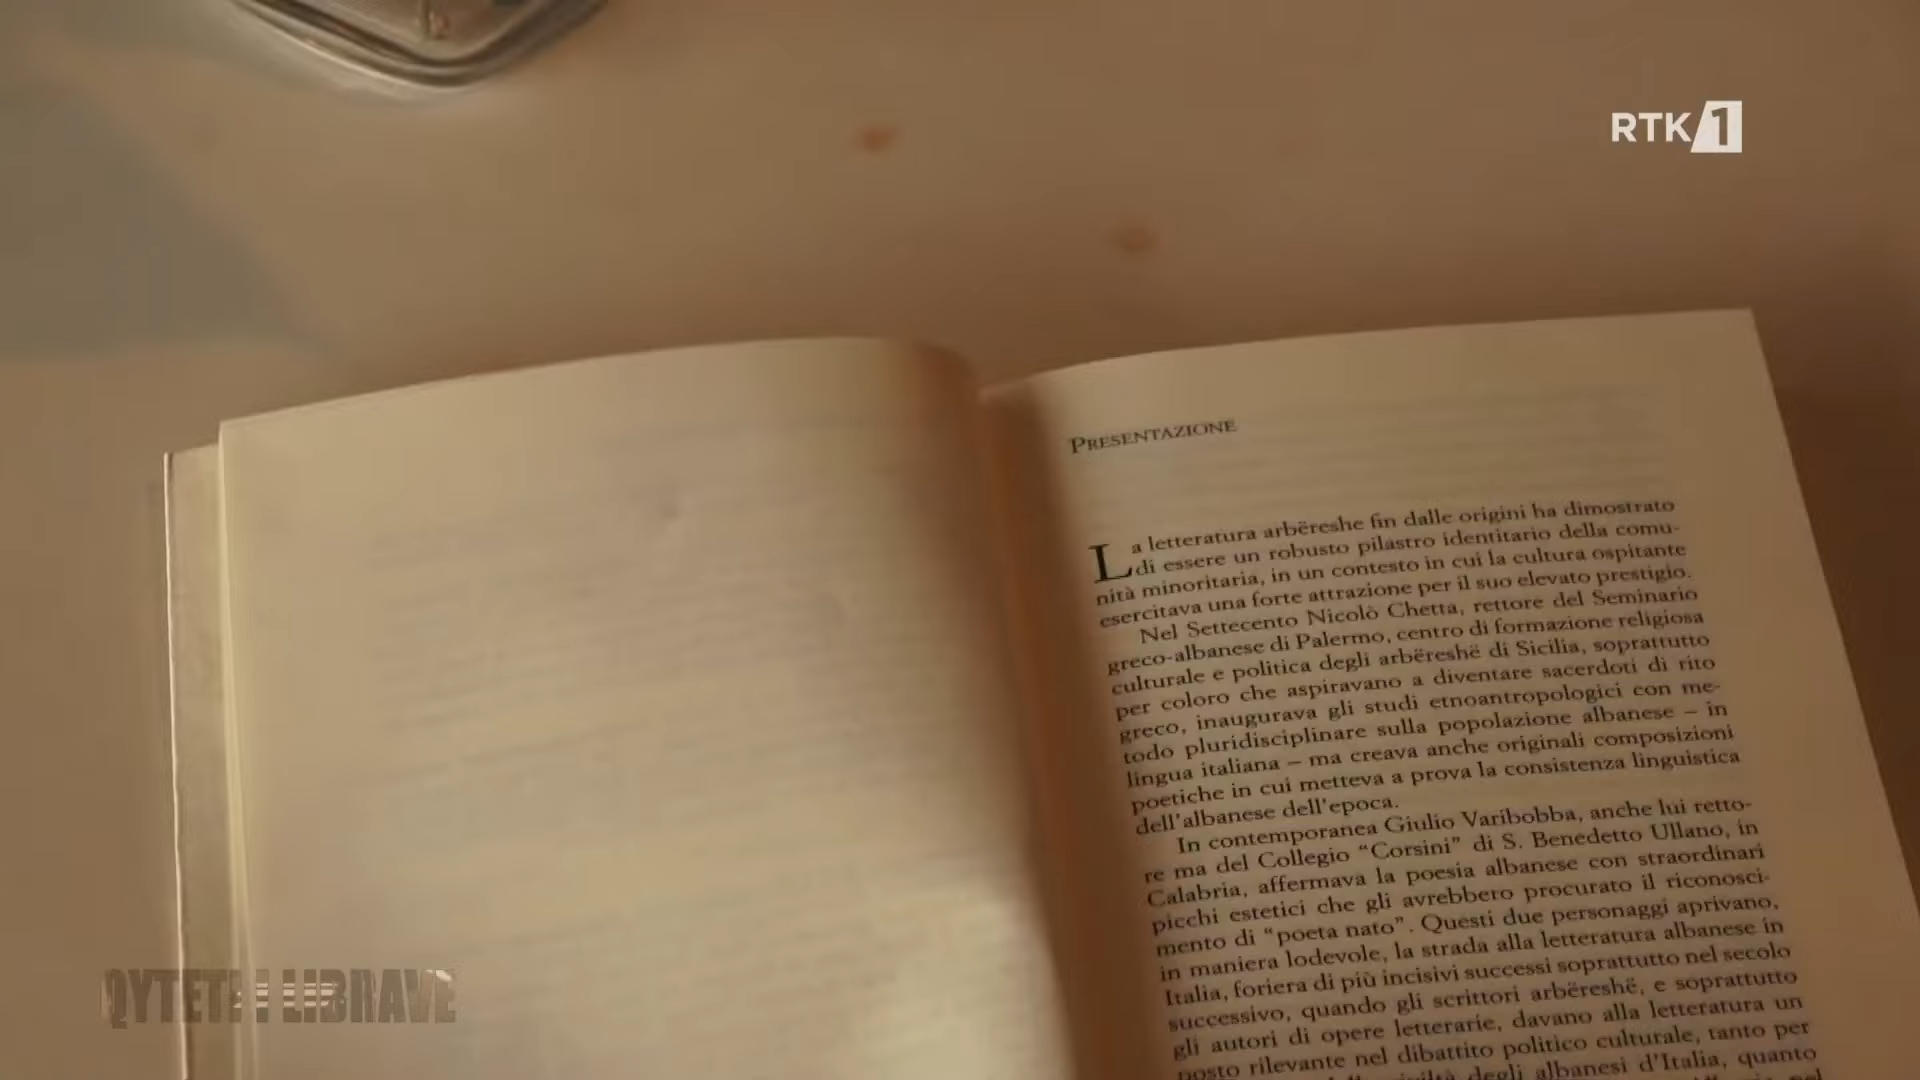 RTK1
PRESENTAZIONE
La letteratura arbëreshe fin dalle origini ha dimostrato
di essere un robusto pilastro identitario della comu-
nità minoritaria, in un contesto in cui la cultura ospitante
esercitava una forte attrazione per il suo elevato prestigio.
Nel Settecento Nicolò Chetta, rettore del Seminario
greco-albanese di Palermo, centro di formazione religiosa
culturale e politica degli arbëreshë di Sicilia, soprattutto
per coloro che aspiravano a diventare sacerdoti di rito
greco, inaugurava gli studi etnoantropologici con me-
todo pluridisciplinare sulla popolazione albanese – in
lingua italiana – ma creava anche originali composizioni
poetiche in cui metteva a prova la consistenza linguistica
dell'albanese dell'epoca.
In contemporanea Giulio Varibobba, anche lui retto-
re ma del Collegio “Corsini” di S. Benedetto Ullano, in
Calabria, affermava la poesia albanese con straordinari
picchi estetici che gli avrebbero procurato il riconosci-
mento di “poeta nato”. Questi due personaggi aprivano,
in maniera lodevole, la strada alla letteratura albanese in
Italia, foriera di più incisivi successi soprattutto nel secolo
successivo, quando gli scrittori arbëreshë, e soprattutto
gli autori di opere letterarie, davano alla letteratura un
posto rilevante nel dibattito politico culturale, tanto per
degli albanesi d'Italia, quanto
QYTETI I LIBRAVE